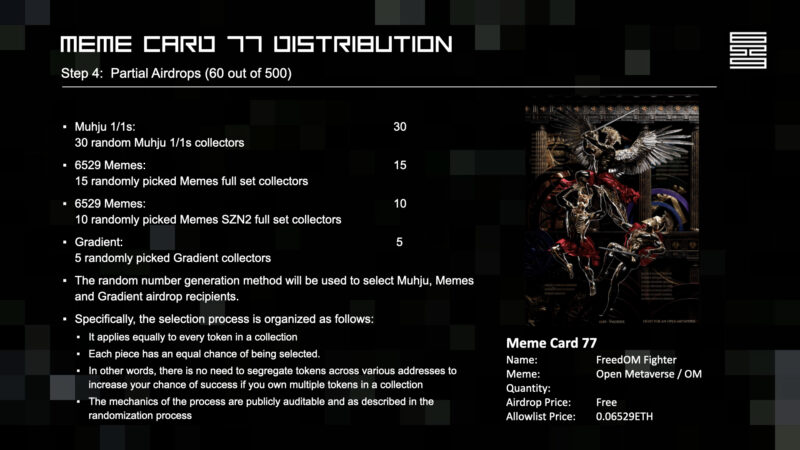 MEME CARD 77 DISTRIBUTION
Step 4: Partial Airdrops (60 out of 500)
▪ Muhju 1/1s: 30
30 random Muhju 1/1s collectors
▪ 6529 Memes: 15
15 randomly picked Memes full set collectors
▪ 6529 Memes: 10
10 randomly picked Memes SZN2 full set collectors
▪ Gradient: 5
5 randomly picked Gradient collectors
▪ The random number generation method will be used to select Muhju, Memes
and Gradient airdrop recipients.
▪ Specifically, the selection process is organized as follows:
▪ It applies equally to every token in a collection
▪ Each piece has an equal chance of being selected.
▪ In other words, there is no need to segregate tokens across various addresses to
increase your chance of success if you own multiple tokens in a collection
▪ The mechanics of the process are publicly auditable and as described in the
randomization process
Meme Card 77
Name: FreedOM Fighter
Meme: Open Metaverse / OM
Quantity:
Airdrop Price: Free
Allowlist Price: 0.06529ETH